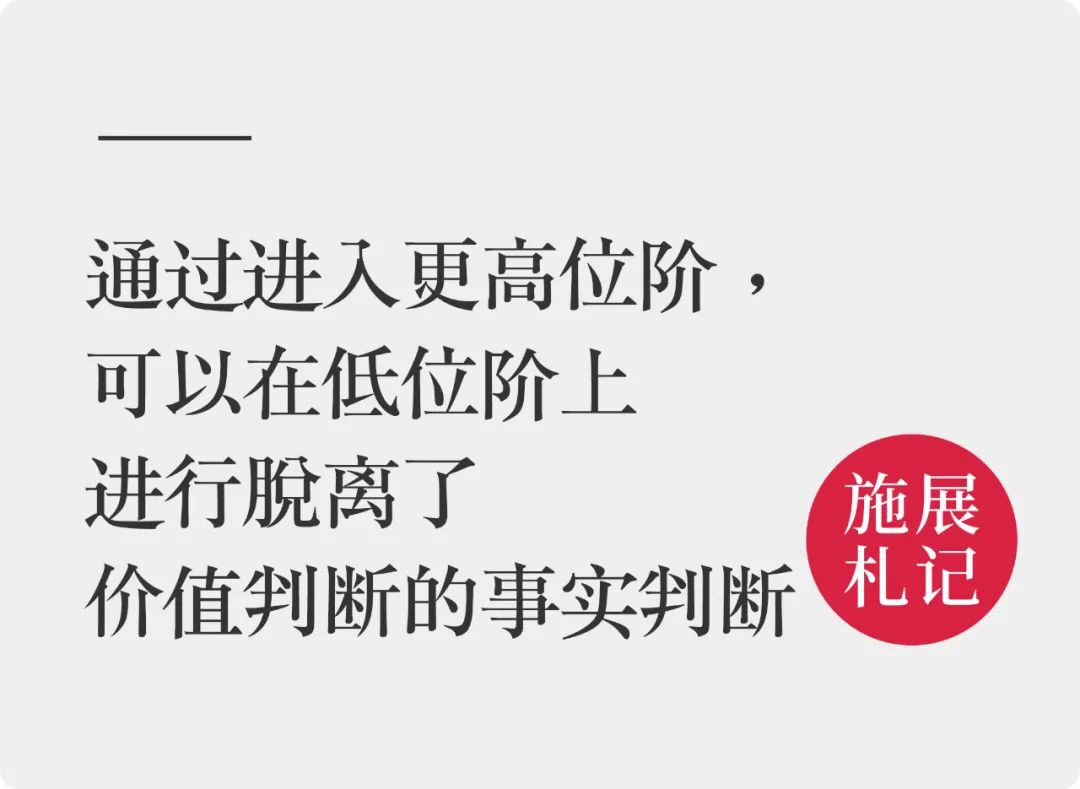 通过进入更高位阶，
可以在低位阶上
进行脫离了
价值判断的事实判断
施展
札记